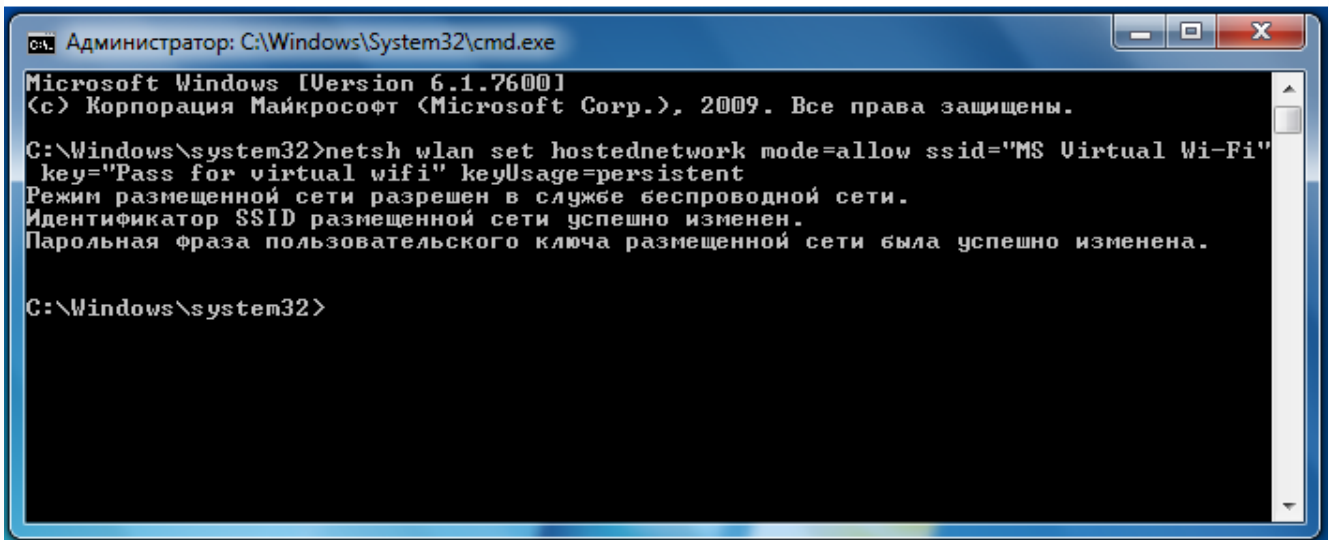 Администратор: C:\Windows\System32\cmd.exe
Microsoft Windows [Version 6.1.7600]
(c) Корпорация Майкрософт (Microsoft Corp.), 2009. Все права защищены.
C:\Windows\system32>netsh wlan set hostednetwork mode=allow ssid="MS Virtual Wi-Fi"
key="Pass for virtual wifi" keyUsage=persistent
Режим размещенной сети разрешен в службе беспроводной сети.
Идентификатор SSID размещенной сети успешно изменен.
Парольная фраза пользовательского ключа размещенной сети была успешно изменена.
C:\Windows\system32>